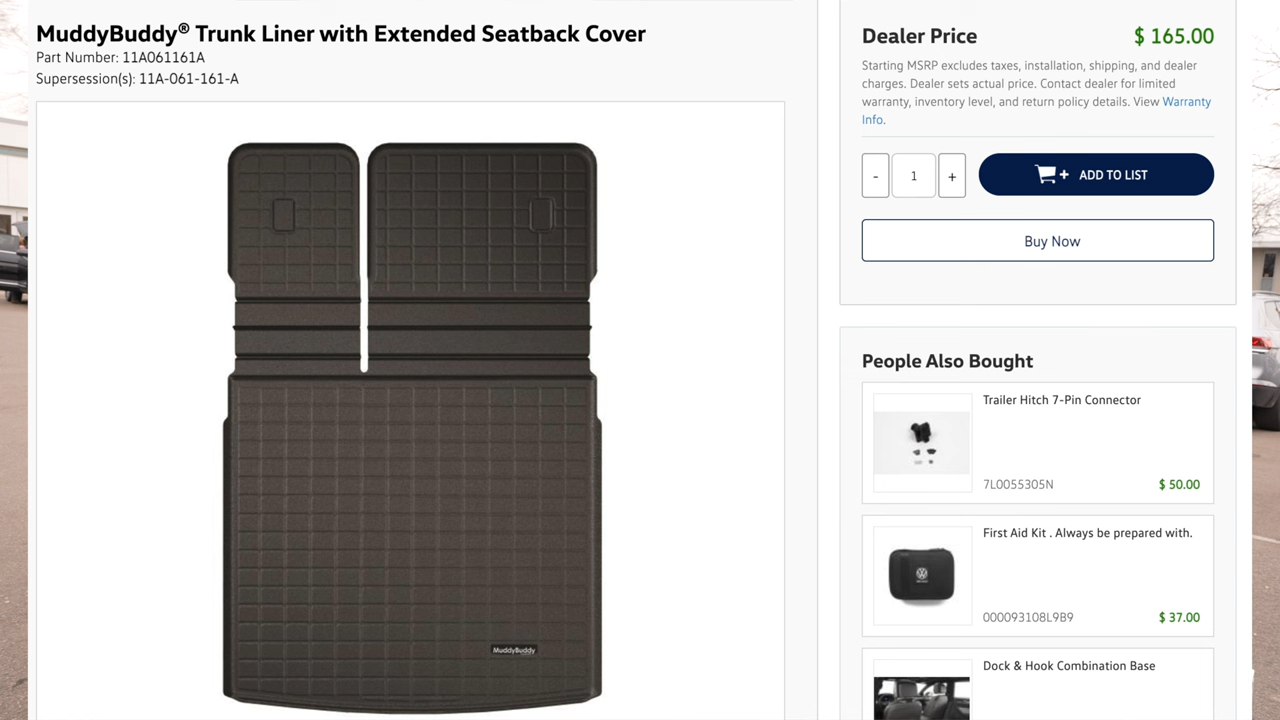 MuddyBuddy® Trunk Liner with Extended Seatback Cover
Part Number: 11A061161A
Supersession(s): 11A-061-161-A
MuddyBuddy
Dealer Price
$ 165.00
Starting MSRP excludes taxes, installation, shipping, and dealer
charges. Dealer sets actual price. Contact dealer for limited
warranty, inventory level, and return policy details. View Warranty
Info.
-
1
+
ADD TO LIST
Buy Now
People Also Bought
Trailer Hitch 7-Pin Connector
7L0055305N
$ 50.00
First Aid Kit . Always be prepared with.
000093108L9B9
$ 37.00
Dock & Hook Combination Base